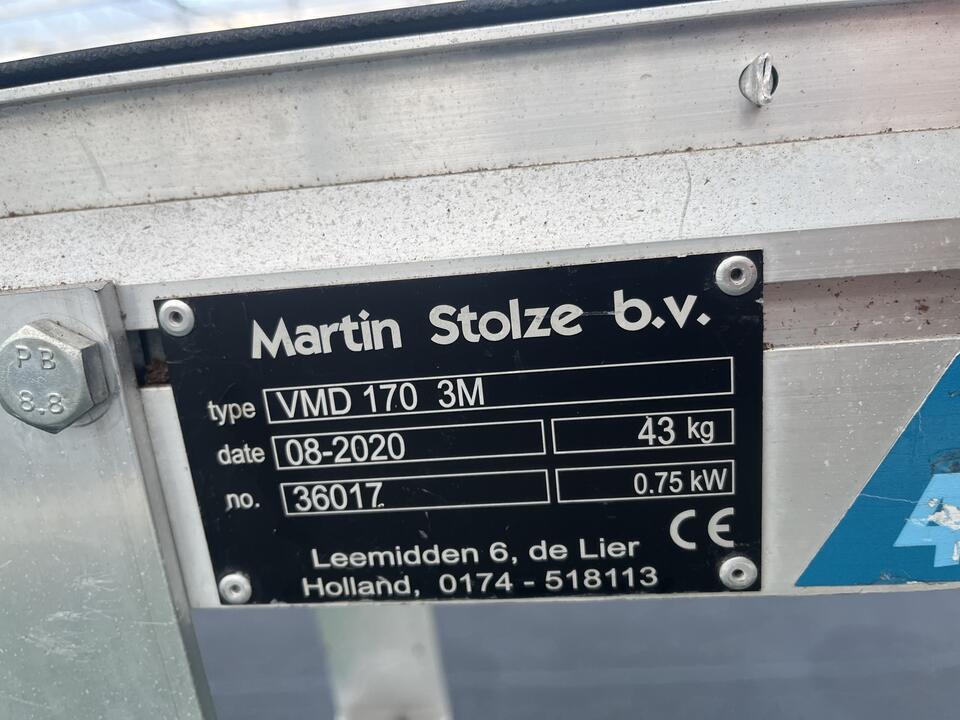 PB
8.8
Martin Stolze b.v.
type VMD 170 3M
date 08-2020 43 kg
no. 36017 0.75 kW
CE
Leemidden 6, de Lier
Holland, 0174 - 518113
4